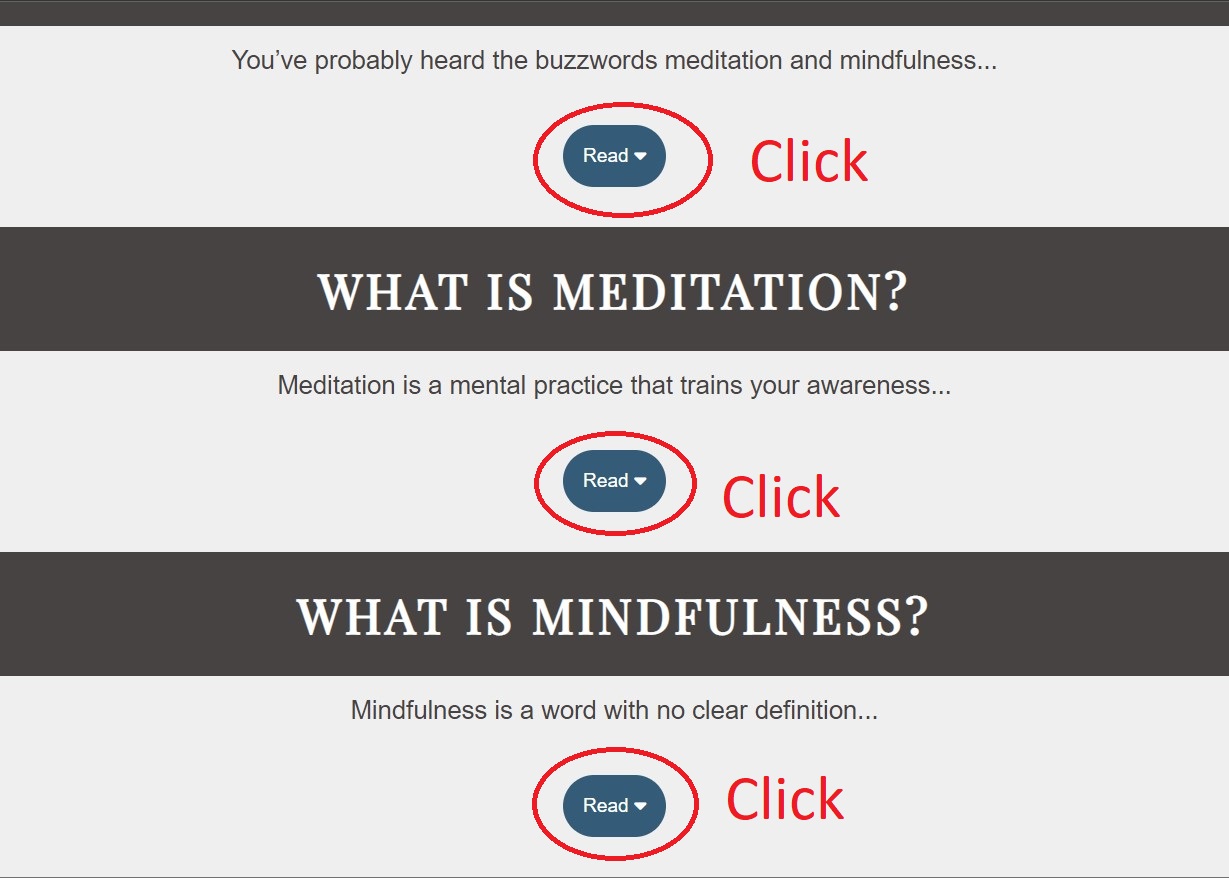 You’ve probably heard the buzzwords meditation and mindfulness...
Read Click
WHAT IS MEDITATION?
Meditation is a mental practice that trains your awareness...
Read Click
WHAT IS MINDFULNESS?
Mindfulness is a word with no clear definition...
Read Click